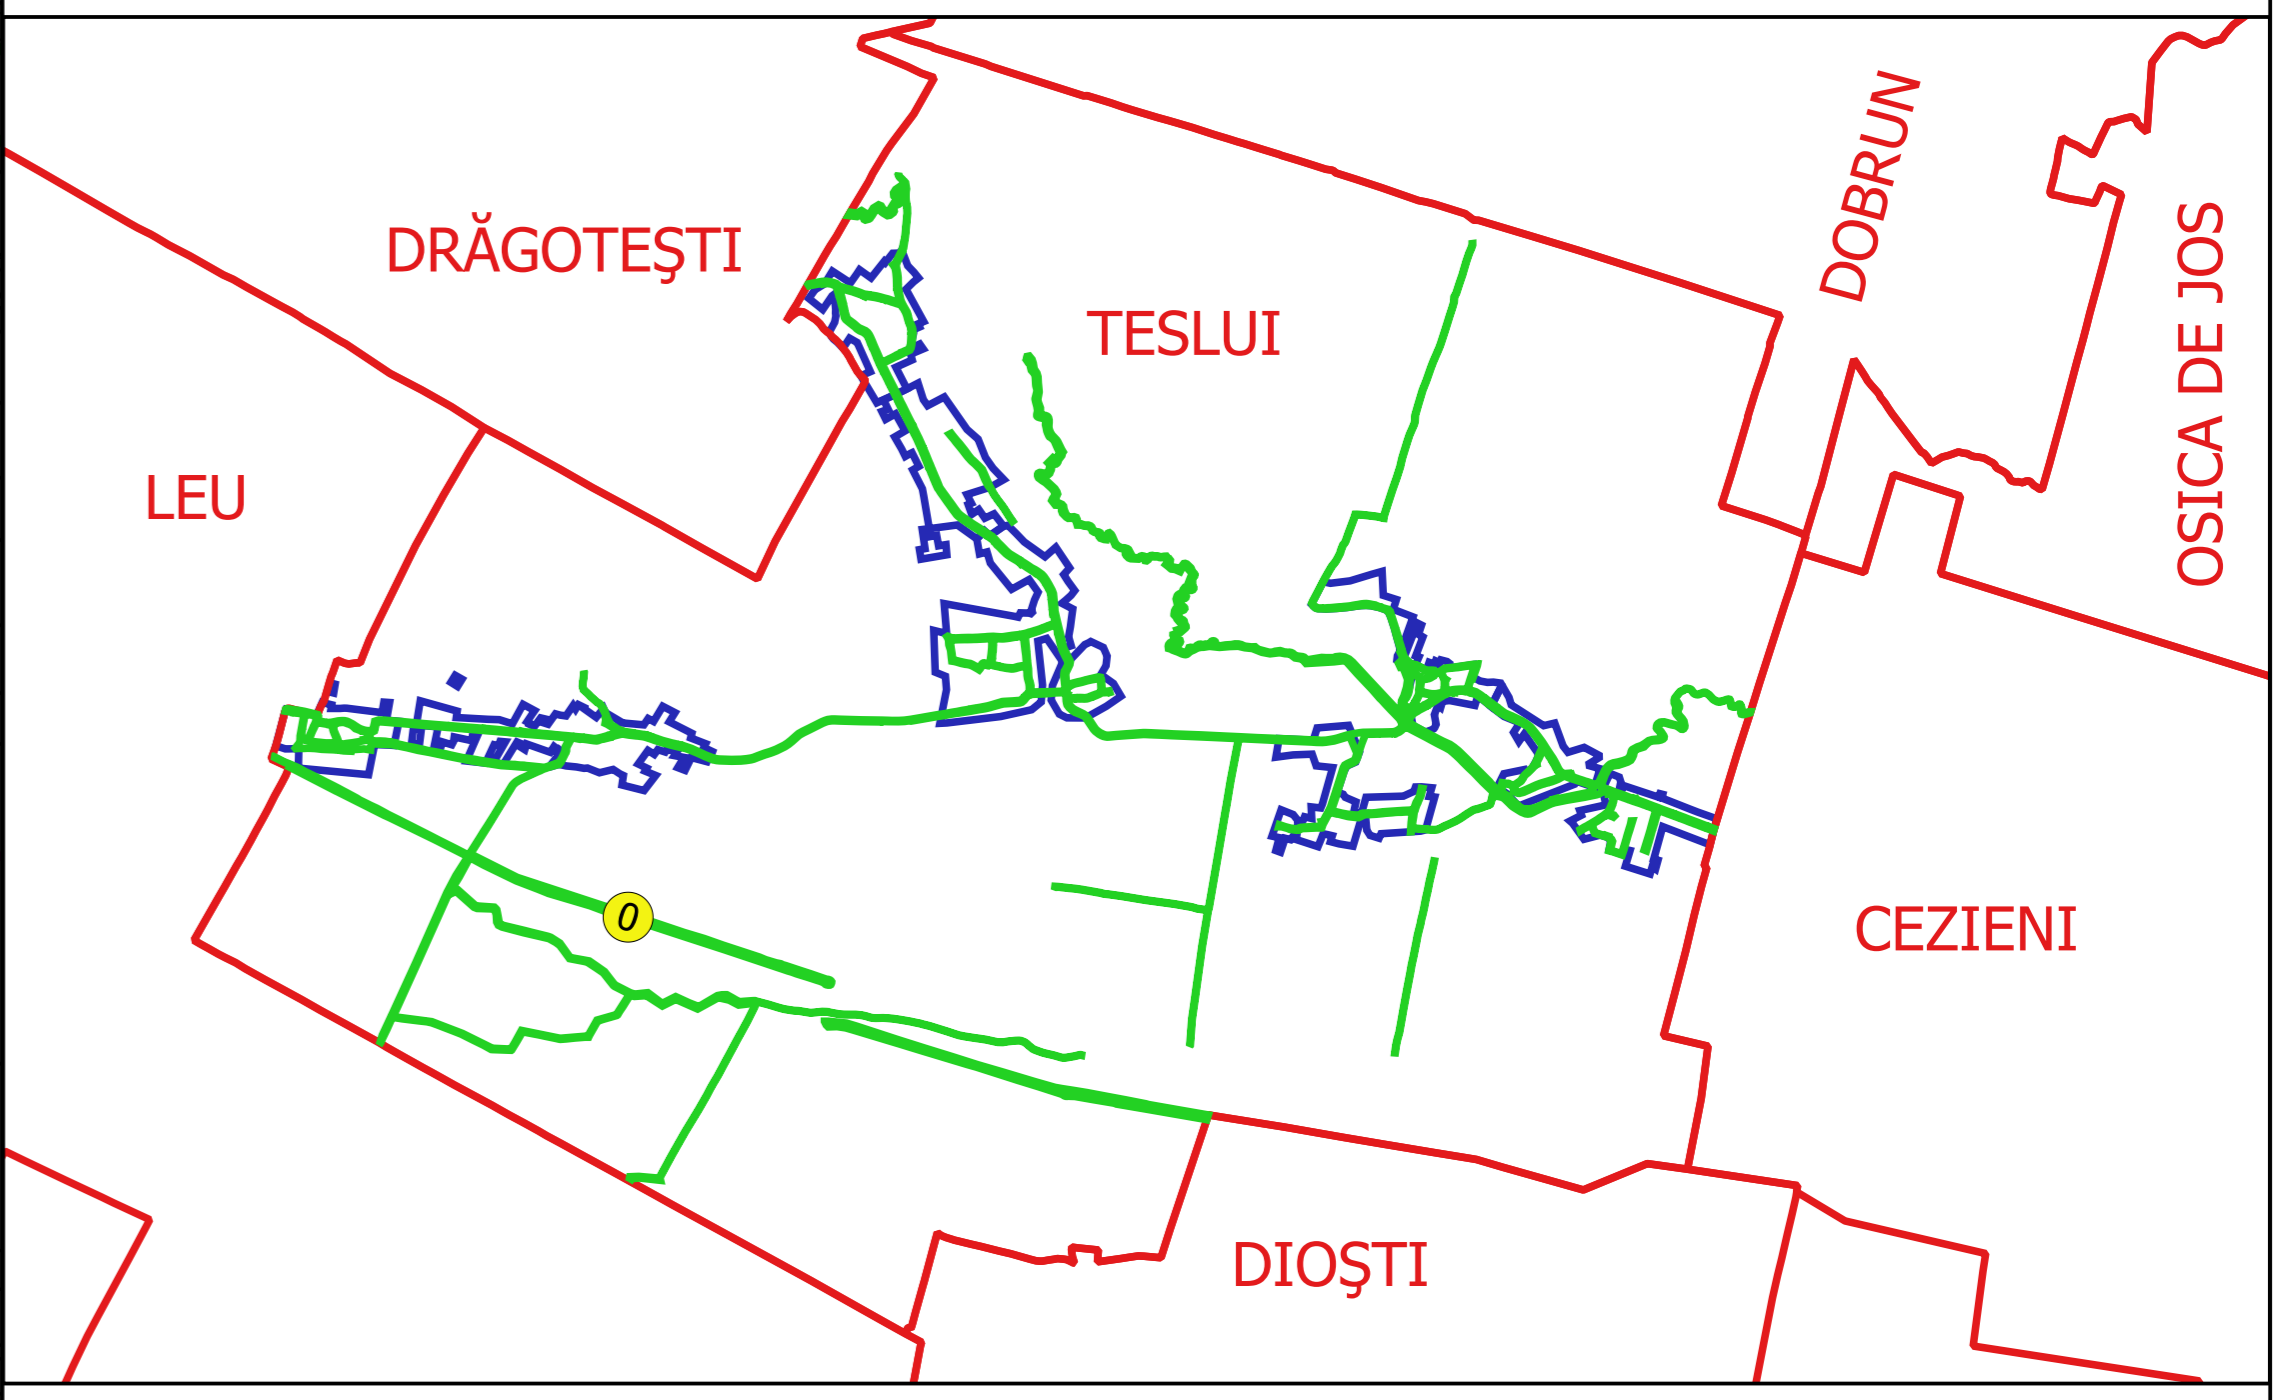 DOBRUN
DRĂGOTEŞTI
OSICA DE JOS
TESLUI
LEU
0
CEZIENI
DIOŞTI